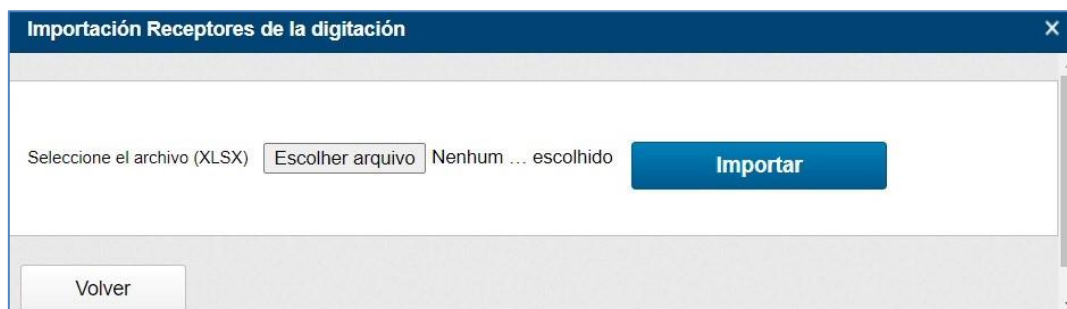 Importación Receptores de la digitación ×
Seleccione el archivo (XLSX) Escolher arquivo Nenhum ... escolhido Importar
Volver